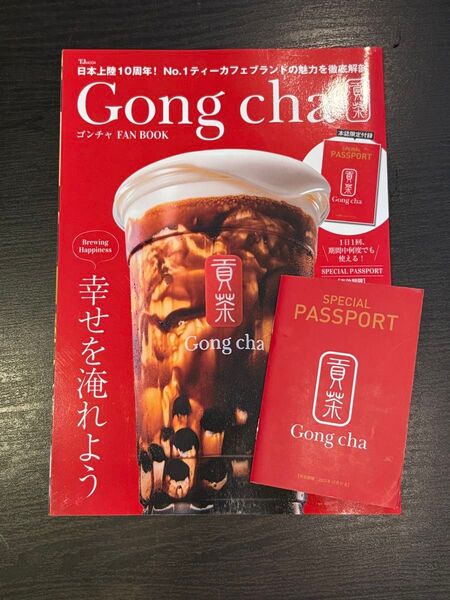 TJ MOOK
日本上陸10周年! No.1ティーカフェブランドの魅力を徹底解剖
Gong cha
貢茶
ゴンチャ FAN BOOK
本誌限定付録
SPECIAL
PASSPORT
貢茶
Gong cha
1日1回、
期間中何度でも
使える!
SPECIAL PASSPORT
Brewing
Happiness
幸せを淹れよう
貢茶
Gong cha
SPECIAL
PASSPORT
貢茶
Gong cha